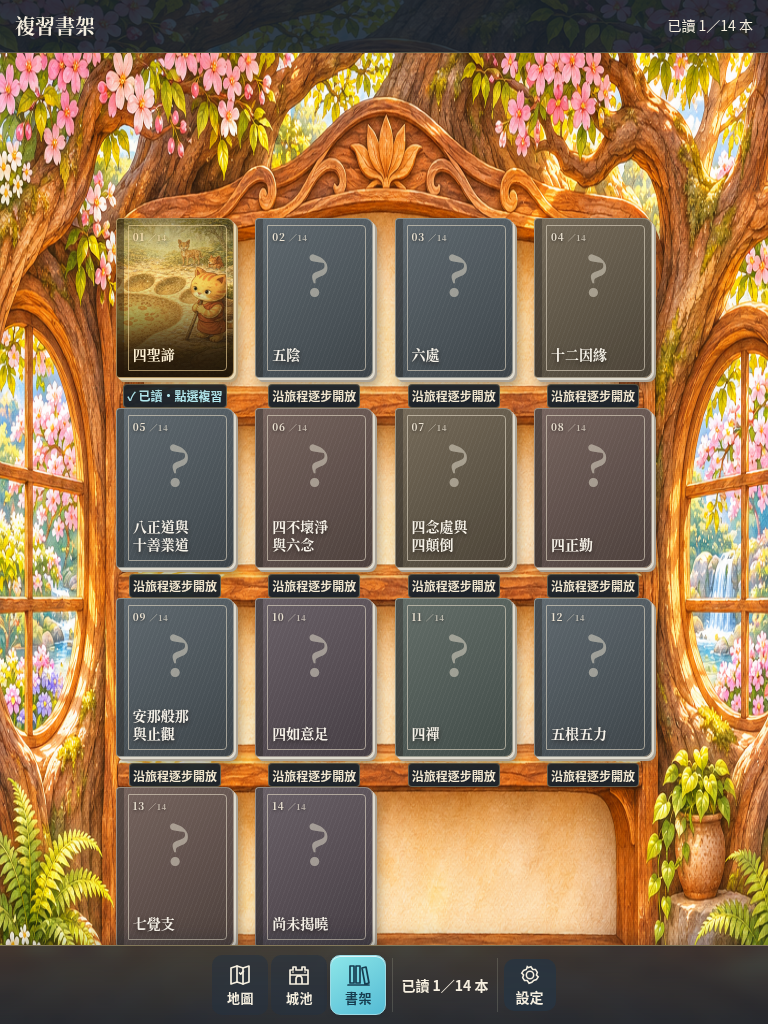 複習書架
已讀 1／14 本
01 ／14
四聖諦
✓ 已讀・點選複習
02 ／14
?
五陰
沿旅程逐步開放
03 ／14
?
六處
沿旅程逐步開放
04 ／14
?
十二因緣
沿旅程逐步開放
05 ／14
?
八正道與
十善業道
沿旅程逐步開放
06 ／14
?
四不壞淨
與六念
沿旅程逐步開放
07 ／14
?
四念處與
四顛倒
沿旅程逐步開放
08 ／14
?
四正勤
沿旅程逐步開放
09 ／14
?
安那般那
與止觀
沿旅程逐步開放
10 ／14
?
四如意足
沿旅程逐步開放
11 ／14
?
四禪
沿旅程逐步開放
12 ／14
?
五根五力
沿旅程逐步開放
13 ／14
?
七覺支
14 ／14
?
尚未揭曉
地圖
城池
書架
已讀 1／14 本
設定